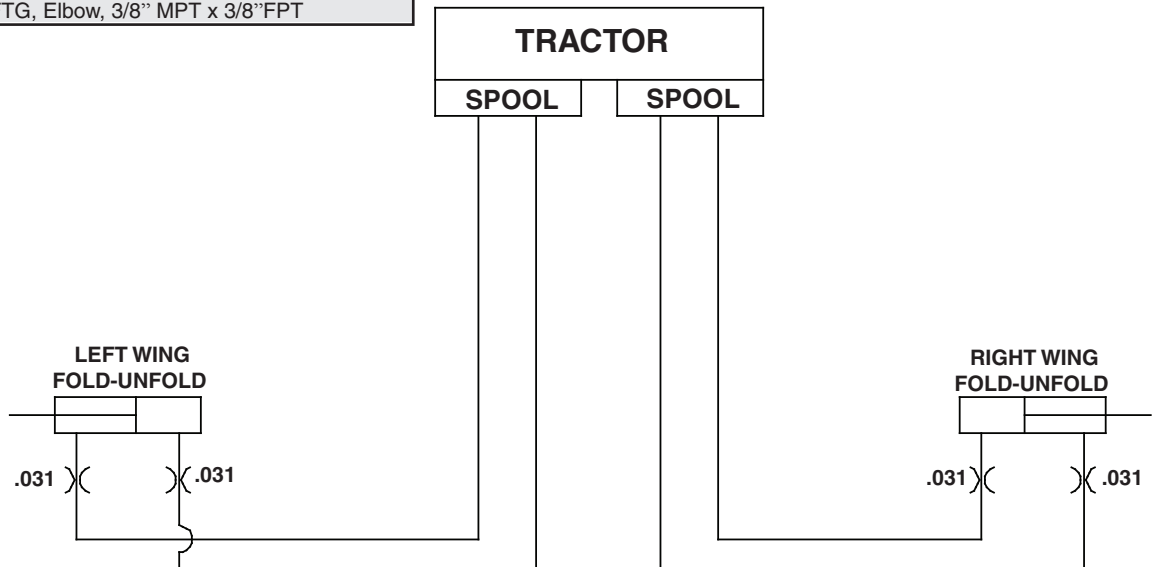 TG, Elbow, 3/8” MPT x 3/8”FPT
TRACTOR
SPOOL SPOOL
LEFT WING
FOLD-UNFOLD
RIGHT WING
FOLD-UNFOLD
.031 .031 .031 .031